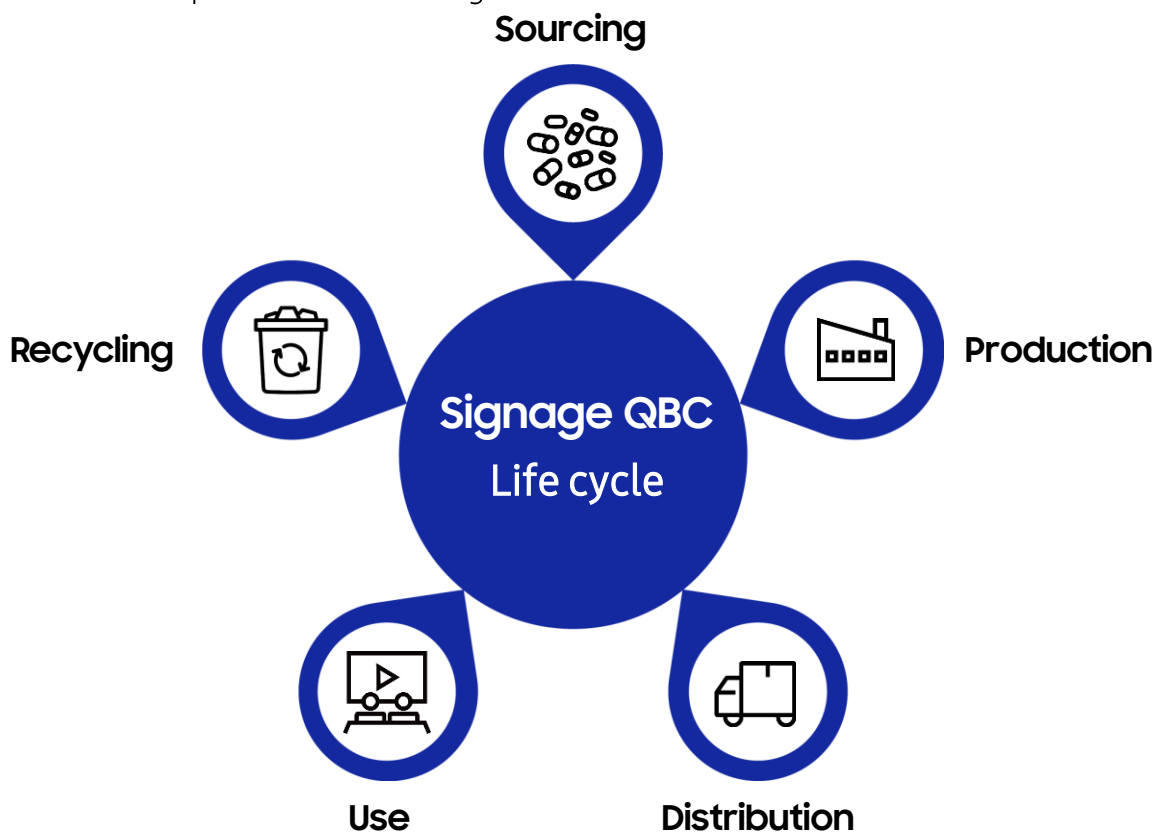 Sourcing
Recycling
Production
Signage QBC
Life cycle
Use
Distribution